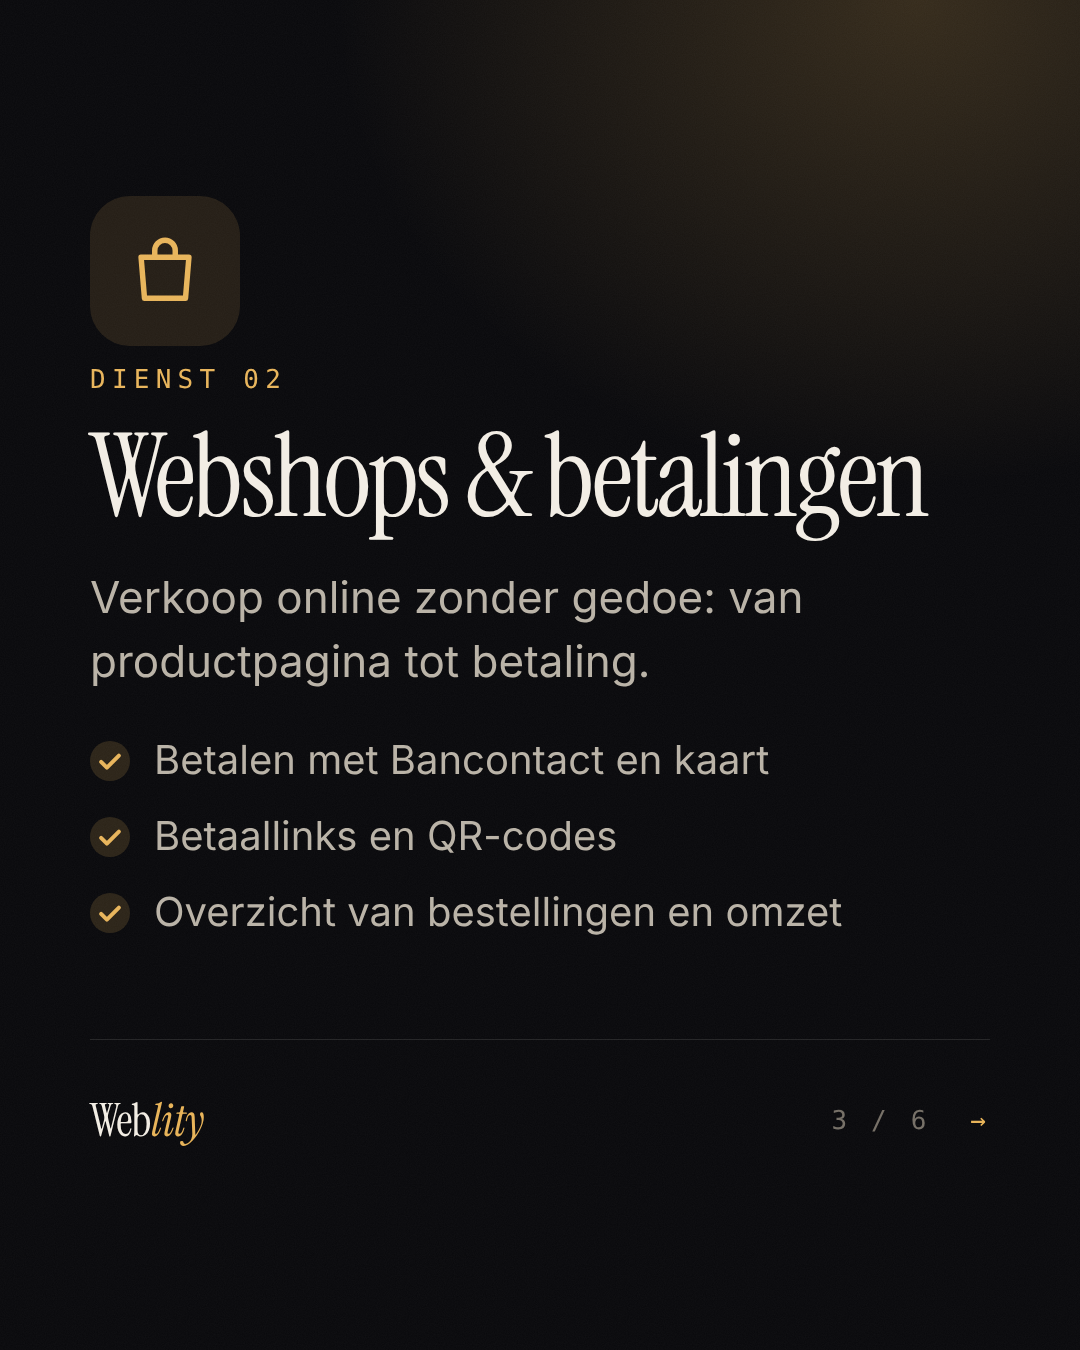 DIENST 02
Webshops & betalingen
Verkoop online zonder gedoe: van
productpagina tot betaling.
Betalen met Bancontact en kaart
Betaallinks en QR-codes
Overzicht van bestellingen en omzet
Weblity
3 / 6 →